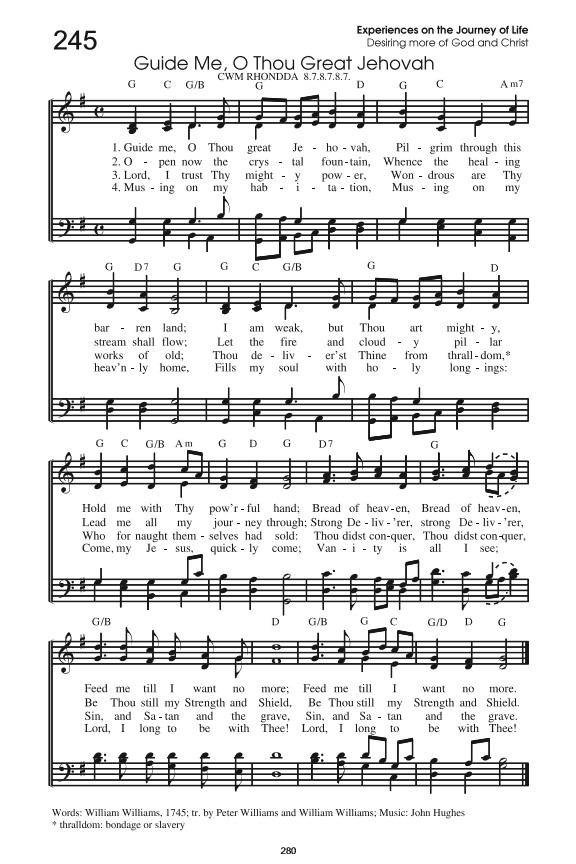 245
Experiences on the Journey of Life
Desiring more of God and Christ
Guide Me, O Thou Great Jehovah
CWM RHONDDA 8.7.8.7.8.7.
G C G/B G D G C A m7
1. Guide me, O Thou great Je - ho - vah, Pil - grim through this
2. O - pen now the crys - tal foun - tain, Whence the heal - ing
3. Lord, I trust Thy might - y pow - er, Won - drous are Thy
4. Mus - ing on my hab - i - ta - tion, Mus - ing on my
G D 7 G G C G/B G D
bar - ren land; I am weak, but Thou art might - y,
stream shall flow; Let the fire and cloud - y pil - lar
works of old; Thou de - liv - er'st Thine from thrall - dom,*
heav'n - ly home, Fills my soul with ho - ly long - ings:
G C G/B A m G D G D 7 G
Hold me with Thy pow'r - ful hand; Bread of heav - en, Bread of heav - en,
Lead me all my jour - ney through; Strong De - liv - 'rer, strong De - liv - 'rer,
Who for naught them - selves had sold: Thou didst con - quer, Thou didst con - quer,
Come, my Je - sus, quick - ly come; Van - i - ty is all I see;
G/B D G/B G C G/D D G
Feed me till I want no more; Feed me till I want no more.
Be Thou still my Strength and Shield, Be Thou still my Strength and Shield.
Sin, and Sa - tan and the grave, Sin, and Sa - tan and the grave.
Lord, I long to be with Thee! Lord, I long to be with Thee!
Words: William Williams, 1745; tr. by Peter Williams and William Williams; Music: John Hughes
* thralldom: bondage or slavery
280